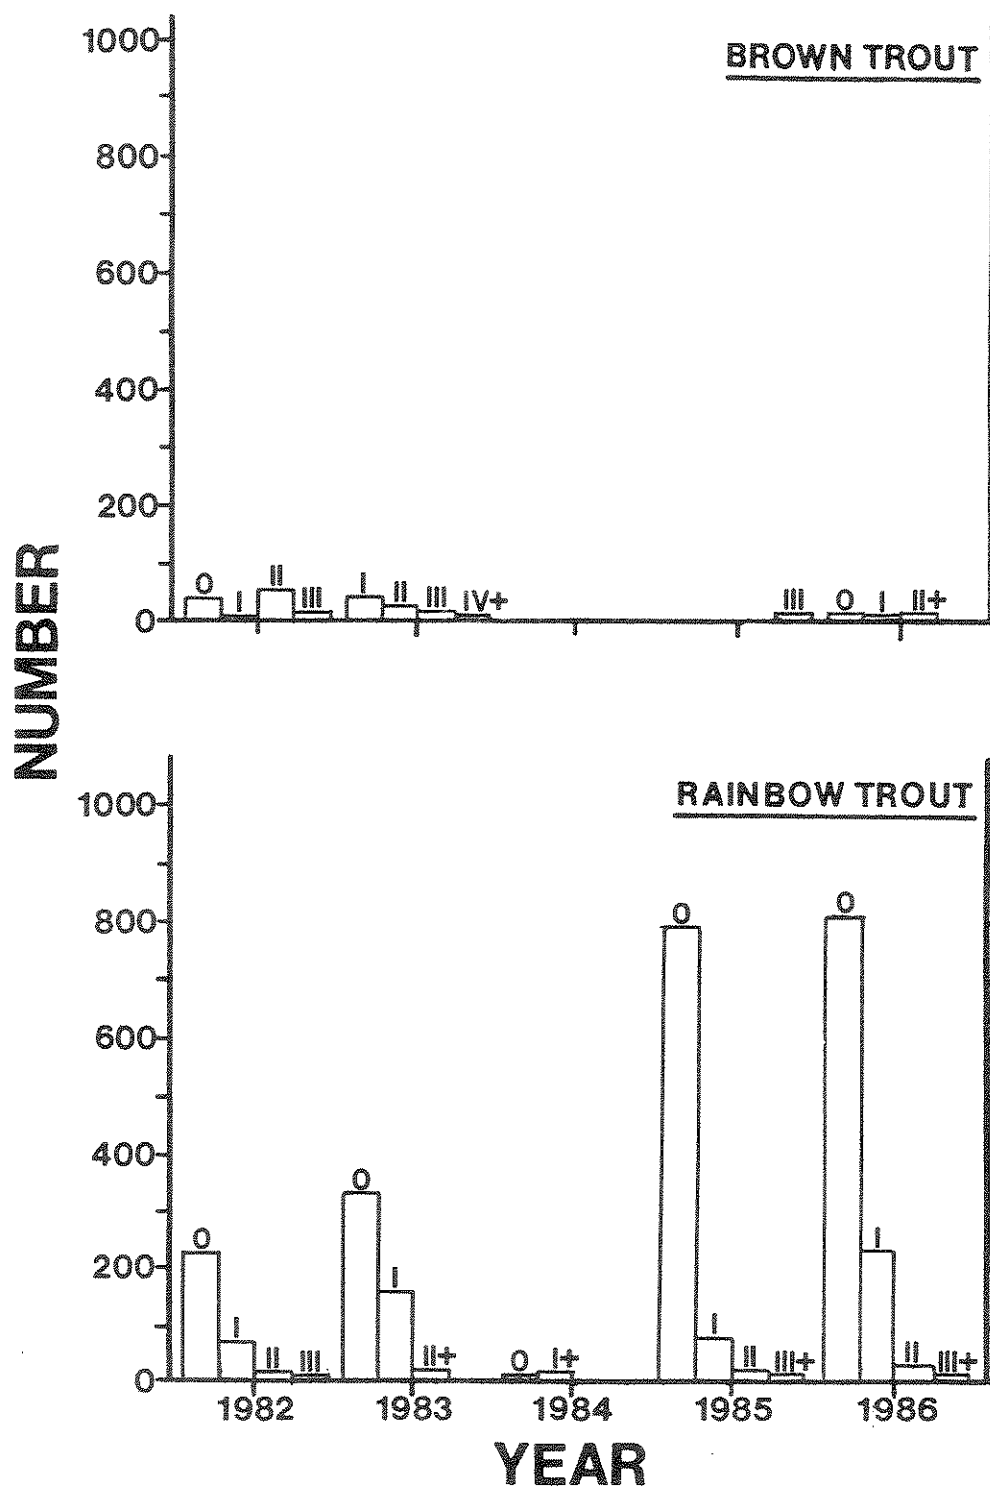 BROWN TROUT
1000
800
600
400
200
0
O I II III I II III IV+ III O I II+
NUMBER
RAINBOW TROUT
1000
800
600
400
200
0
O I II III O I II+ O I+ O I II III+ O I II III+
1982 1983 1984 1985 1986
YEAR